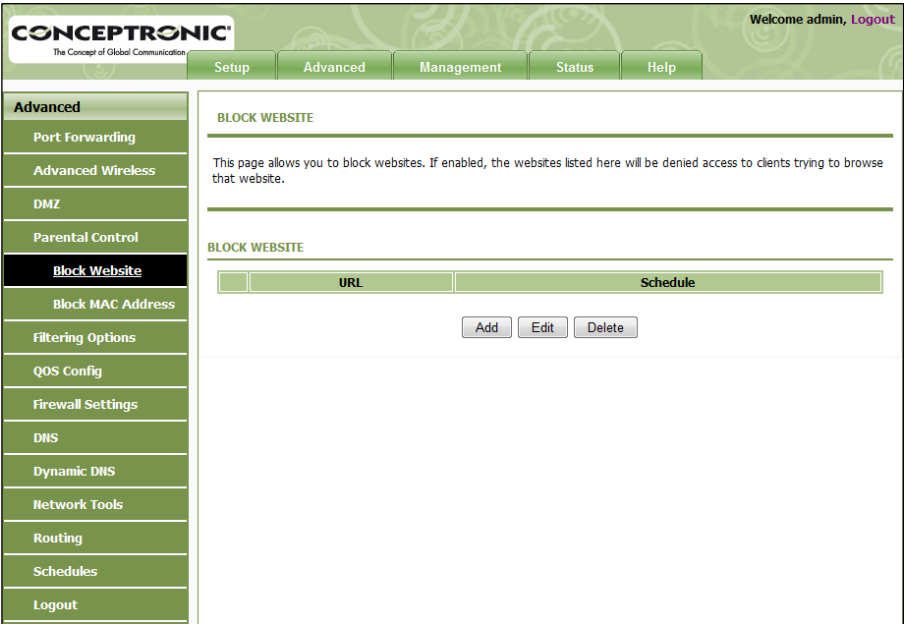 CONCEPTRONIC®
The Concept of Global Communication
Welcome admin, Logout
Setup
Advanced
Management
Status
Help
Advanced
Port Forwarding
Advanced Wireless
DMZ
Parental Control
Block Website
Block MAC Address
Filtering Options
QOS Config
Firewall Settings
DNS
Dynamic DNS
Network Tools
Routing
Schedules
Logout
BLOCK WEBSITE
This page allows you to block websites. If enabled, the websites listed here will be denied access to clients trying to browse
that website.
BLOCK WEBSITE
URL
Schedule
Add
Edit
Delete